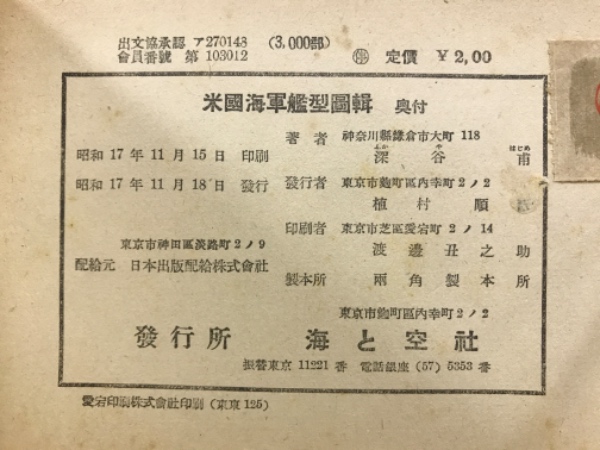 出文協承認 ア270148 (3,000部)
會員番號 第 103012
停 定價 ¥2,00
米國海軍艦型圖輯 奥付
著者 神奈川縣鎌倉市大町 118
深谷甫
はじめ
昭和 17 年 11 月 15 日 印刷
昭和 17 年 11 月 18 日 發行
發行者 東京市麹町區内幸町 2 ノ 2
植村順
印刷者 東京市芝區愛宕町 2 ノ 14
渡邊丑之助
東京市神田區淡路町 2 ノ 9
配給元 日本出版配給株式會社
製本所 兩角製本所
東京市麹町區内幸町 2 ノ 2
發行所 海と空社
振替東京 11221 番 電話銀座 (57) 5353 番
愛宕印刷株式會社印刷 (東京 125)